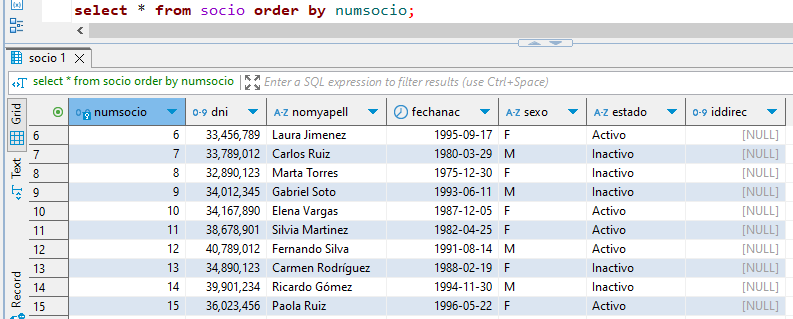 select * from socio order by numsocio;
socio 1
select * from socio order by numsocio Enter a SQL expression to filter results (use Ctrl+Space)
Grid
Text
Record
numsocio dni nomyapell fechanac sexo estado iddirec
6 6 33,456,789 Laura Jimenez 1995-09-17 F Activo [NULL]
7 7 33,789,012 Carlos Ruiz 1980-03-29 M Inactivo [NULL]
8 8 32,890,123 Marta Torres 1975-12-30 F Inactivo [NULL]
9 9 34,012,345 Gabriel Soto 1993-06-11 M Inactivo [NULL]
10 10 34,167,890 Elena Vargas 1987-12-05 F Activo [NULL]
11 11 38,678,901 Silvia Martinez 1982-04-25 F Activo [NULL]
12 12 40,789,012 Fernando Silva 1991-08-14 M Activo [NULL]
13 13 34,890,123 Carmen Rodríguez 1988-02-19 F Inactivo [NULL]
14 14 39,901,234 Ricardo Gómez 1994-11-30 M Inactivo [NULL]
15 15 36,023,456 Paola Ruiz 1996-05-22 F Activo [NULL]